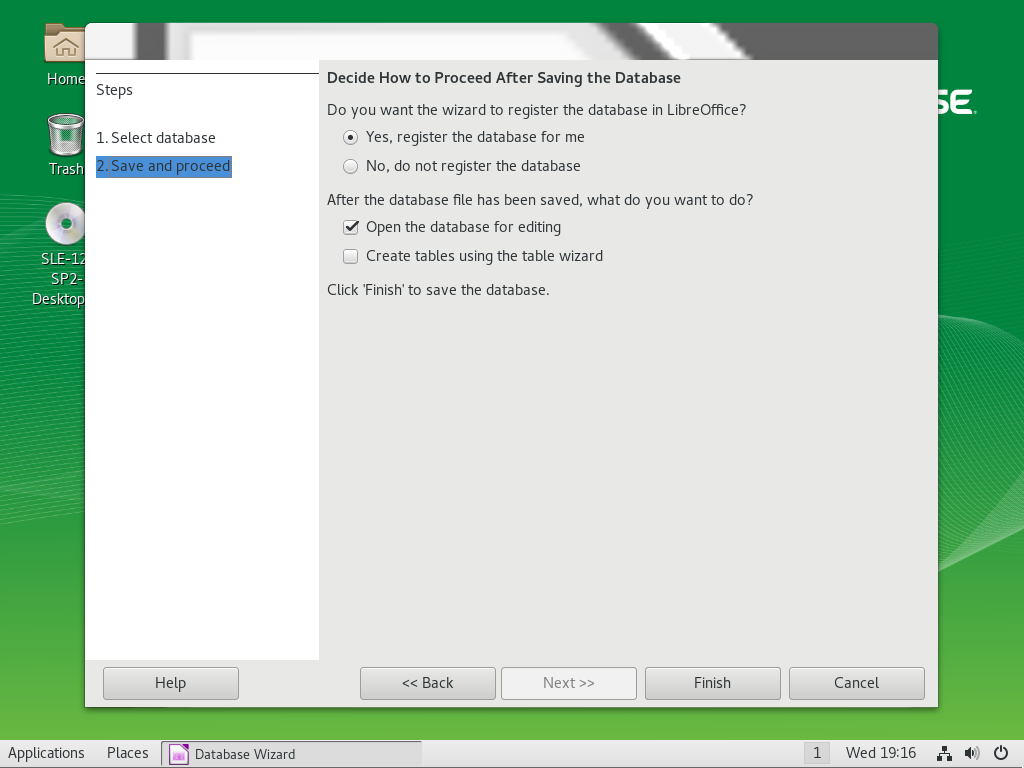 Home
Trash
SLE-12
SP2-
Desktop
SE
Steps
1. Select database
2. Save and proceed
Decide How to Proceed After Saving the Database
Do you want the wizard to register the database in LibreOffice?
Yes, register the database for me
No, do not register the database
After the database file has been saved, what do you want to do?
Open the database for editing
Create tables using the table wizard
Click 'Finish' to save the database.
Help
<< Back
Next >>
Finish
Cancel
Applications
Places
Database Wizard
1
Wed 19:16